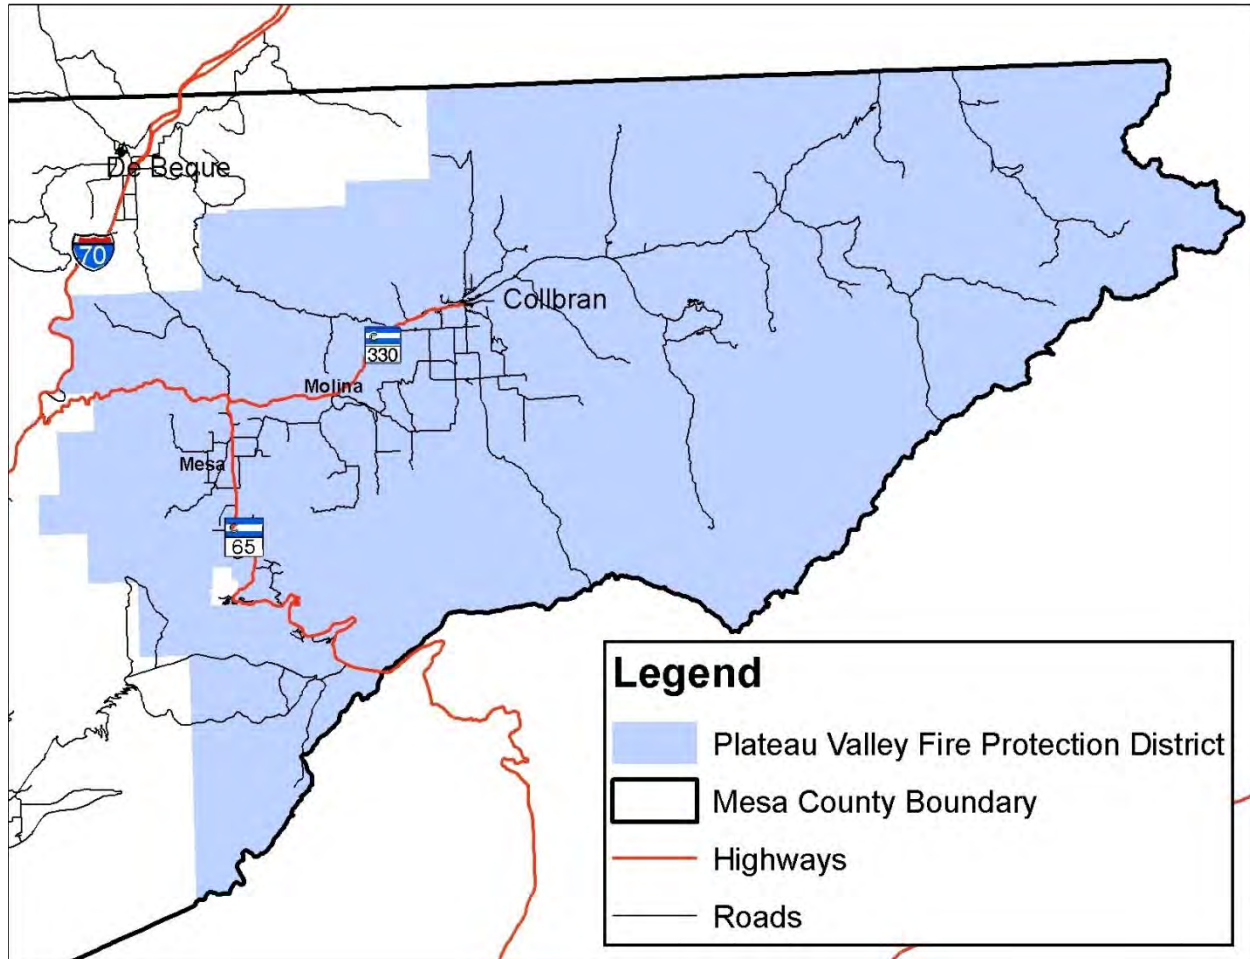 De Beque
70
Collbran
330
Molina
Mesa
65
Legend
Plateau Valley Fire Protection District
Mesa County Boundary
Highways
Roads